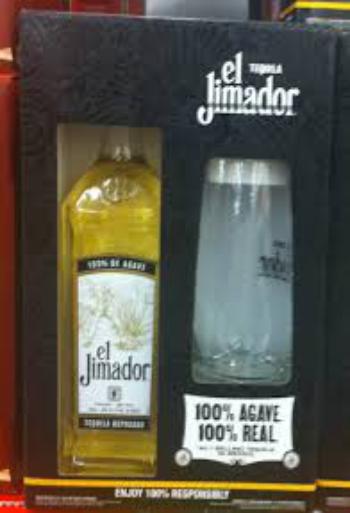 el TEQUILA
Jimador
100% DE AGAVE
el
Jimador
TEQUILA REPOSADO
100% AGAVE
100% REAL
ENJOY 100% RESPONSIBLY